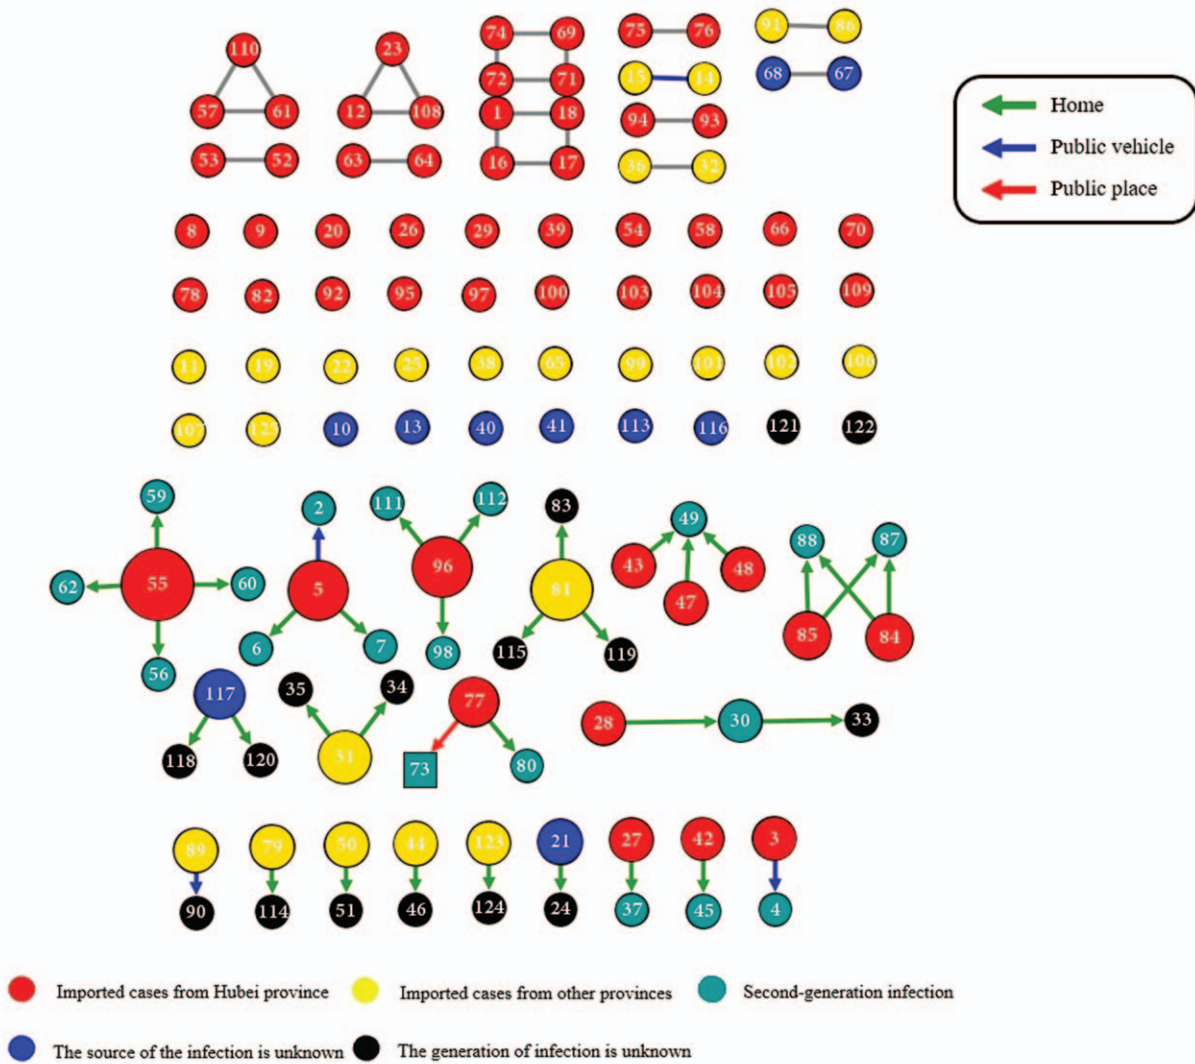 110 23 74 69 75 76 91 86
72 71 15 14 68 67
57 61 12 108 1 18 94 93
53 52 63 64 16 17 36 32
Home
Public vehicle
Public place
8 9 20 26 29 39 54 58 66 70
78 82 92 95 97 100 103 104 105 109
11 19 22 25 38 65 99 101 102 106
107 125 10 13 40 41 113 116 121 122
59 2 111 112 83 49 88 87
62 55 60 5 96 81 43 47 48 85 84
56 6 7 98 115 119
117 35 34 77 28 30 33
118 120 31 73 80
89 79 50 44 123 21 27 42 3
90 114 51 46 124 24 37 45 4
Imported cases from Hubei province Imported cases from other provinces Second-generation infection
The source of the infection is unknown The generation of infection is unknown